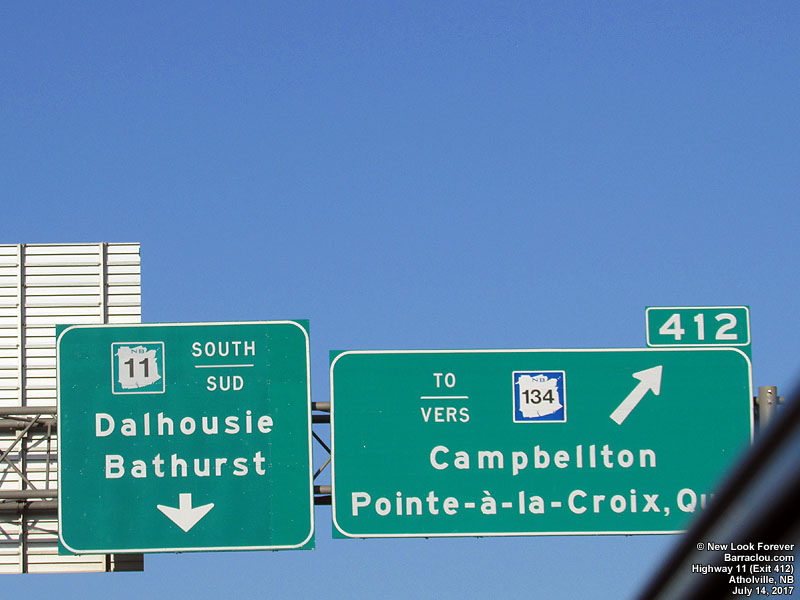 NB
11
SOUTH
SUD
Dalhousie
Bathurst
412
TO
VERS
NB
134
Campbellton
Pointe-à-la-Croix,
© New Look Forever
Barraclou.com
Highway 11 (Exit 412)
Atholville, NB
July 14, 2017